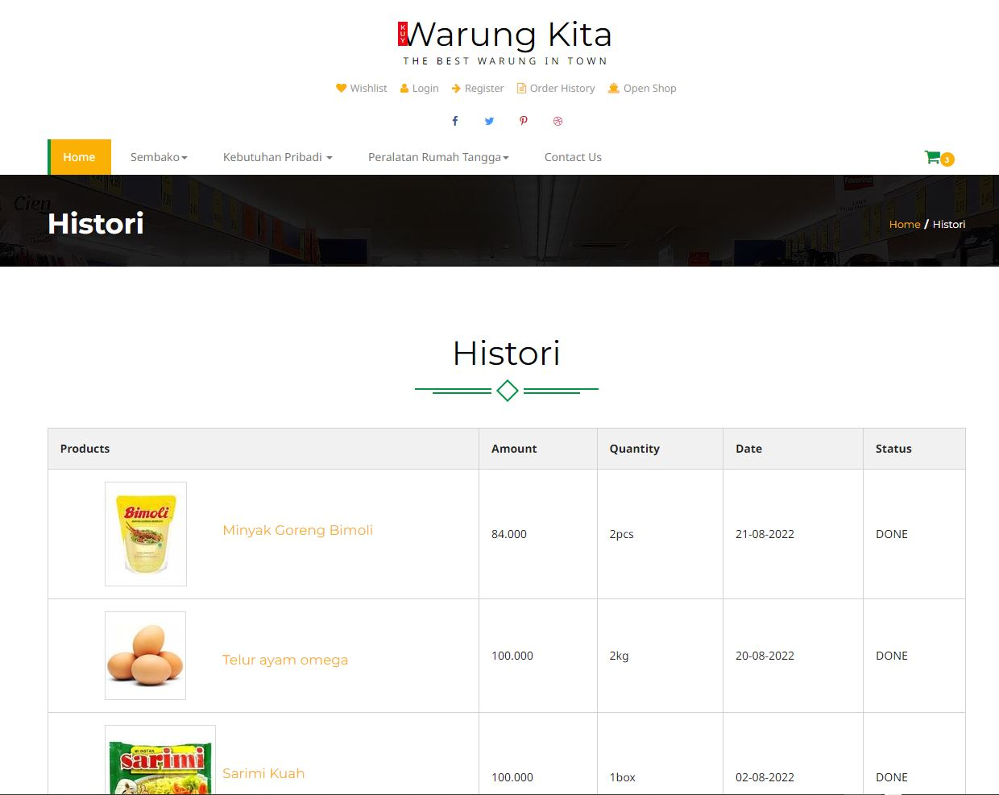 KUY
Warung Kita
THE BEST WARUNG IN TOWN
Wishlist Login Register Order History Open Shop
Home Sembako Kebutuhan Pribadi Peralatan Rumah Tangga Contact Us 3
Cien
Favorina
Histori
Home / Histori
Histori
Products Amount Quantity Date Status
Bimoli
Minyak Goreng Bimoli 84.000 2pcs 21-08-2022 DONE
Telur ayam omega 100.000 2kg 20-08-2022 DONE
MI INSTAN
sarimi
Sarimi Kuah 100.000 1box 02-08-2022 DONE